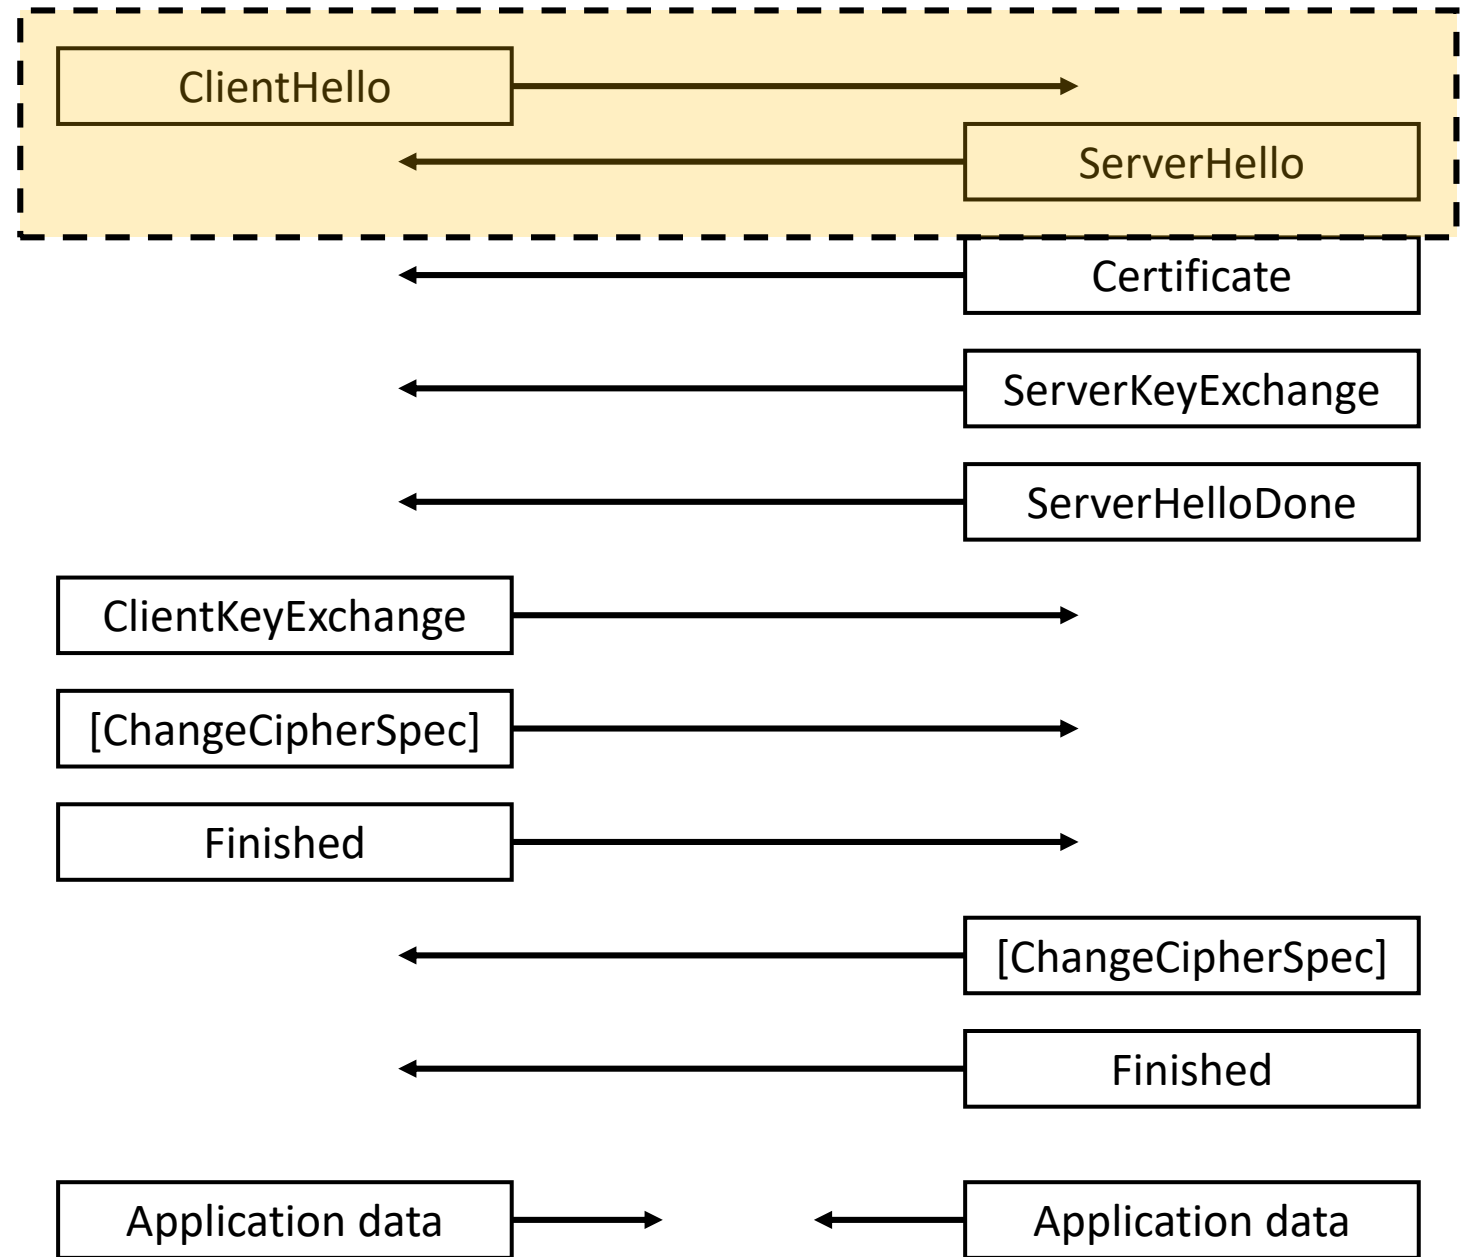 ClientHello
ServerHello
Certificate
ServerKeyExchange
ServerHelloDone
ClientKeyExchange
[ChangeCipherSpec]
Finished
[ChangeCipherSpec]
Finished
Application data
Application data